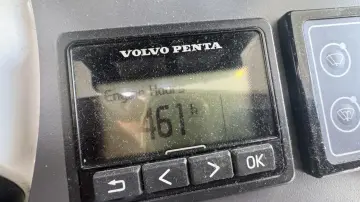 VOLVO PENTA
Engine Hours
461 h
< > OK